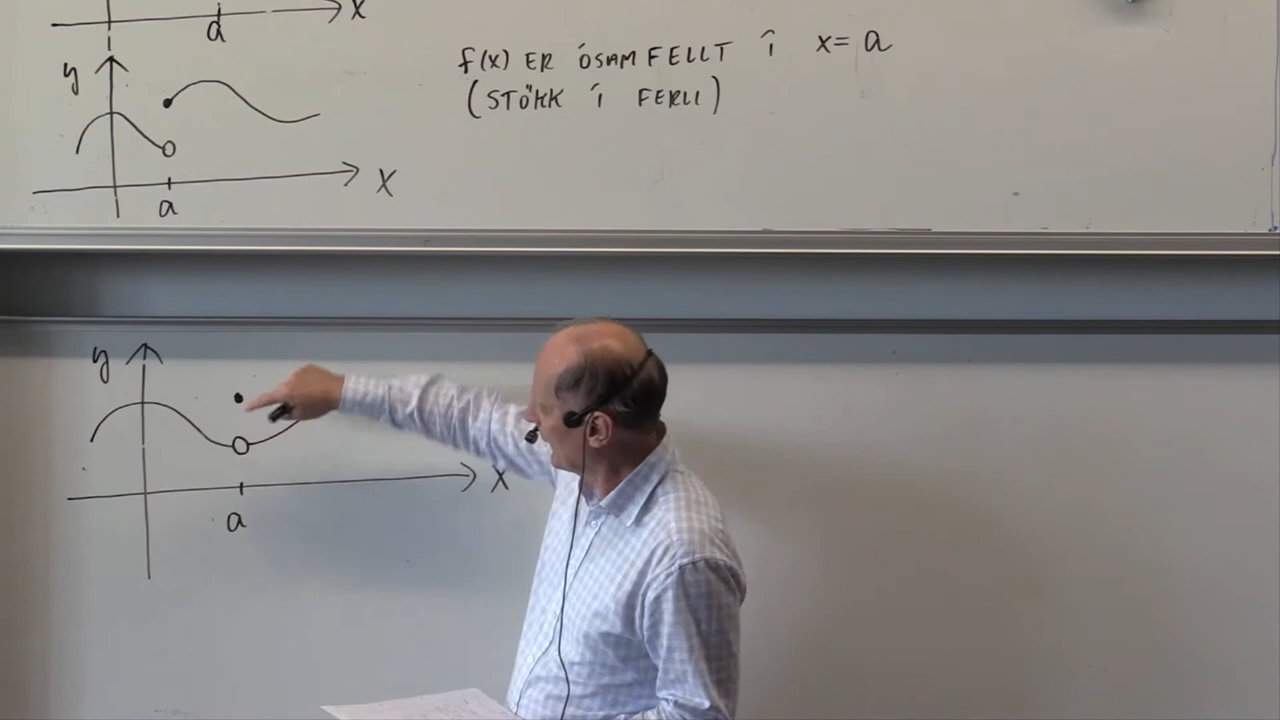 x
a
y
f(x) ER ÓSAMFELLT Í x= a
(STÖKK Í FERLI)
x
a
y
x
a